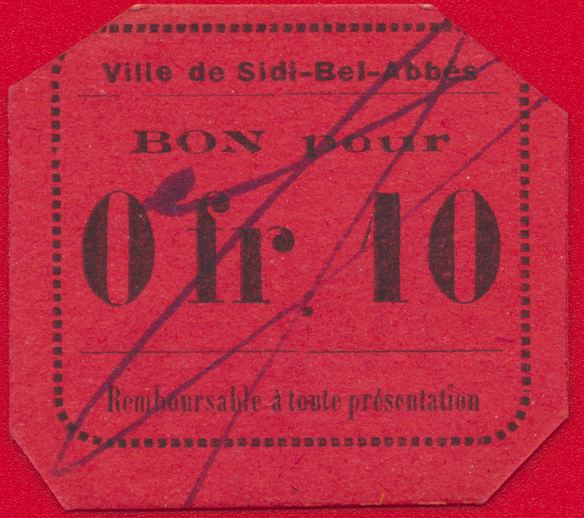 Ville de Sidi-Bel-Abbès
BON pour
0 fr. 10
Remboursable à toute présentation